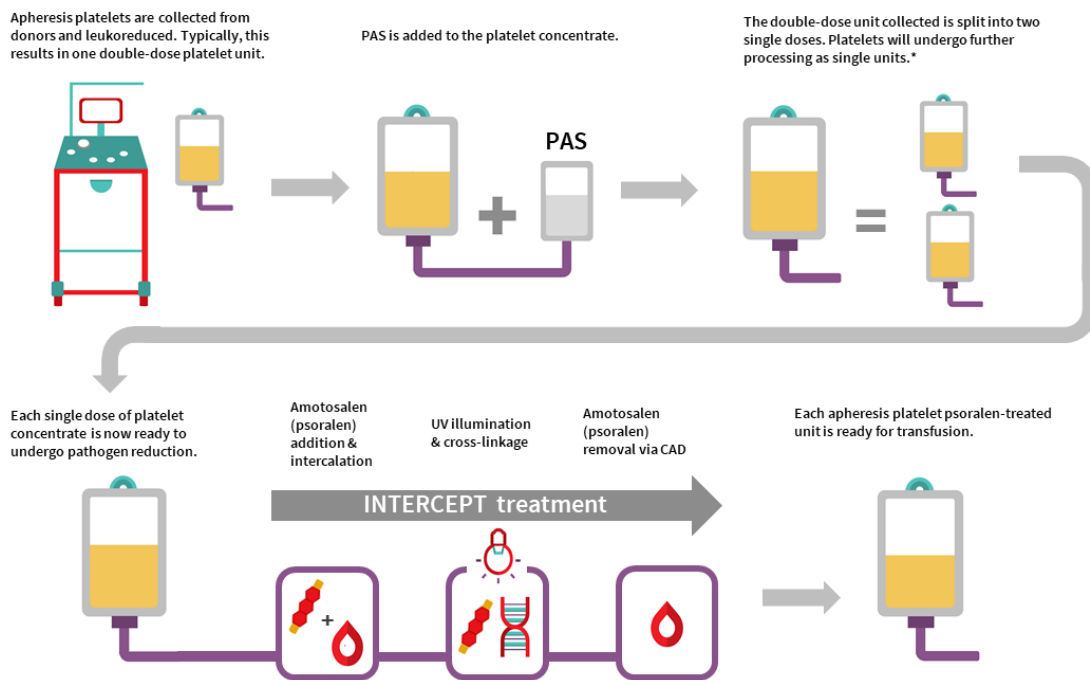 Apheresis platelets are collected from
donors and leukoreduced. Typically, this
results in one double-dose platelet unit.
PAS is added to the platelet concentrate.
The double-dose unit collected is split into two
single doses. Platelets will undergo further
processing as single units.*
PAS
Each single dose of platelet
concentrate is now ready to
undergo pathogen reduction.
Amotosalen
(psoralen)
addition &
intercalation
UV illumination
& cross-linkage
Amotosalen
(psoralen)
removal via CAD
Each apheresis platelet psoralen-treated
unit is ready for transfusion.
INTERCEPT treatment